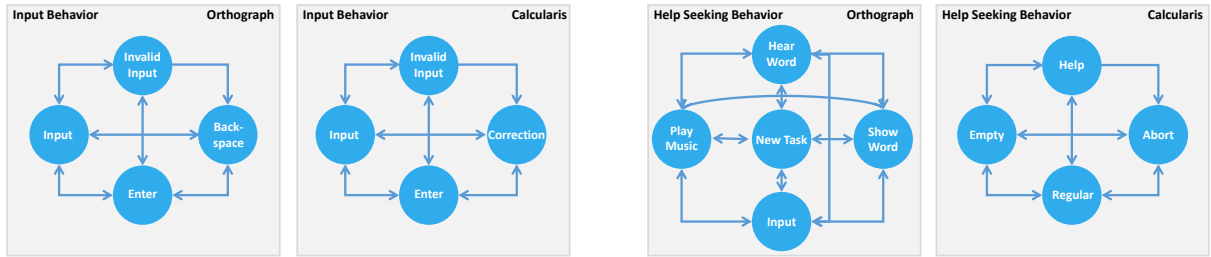 Input Behavior Orthograph
Invalid
Input
Input
Back-
space
Enter
Input Behavior Calcularis
Invalid
Input
Input
Correction
Enter
Help Seeking Behavior Orthograph
Hear
Word
Play
Music
New Task
Show
Word
Input
Help Seeking Behavior Calcularis
Help
Empty
Abort
Regular